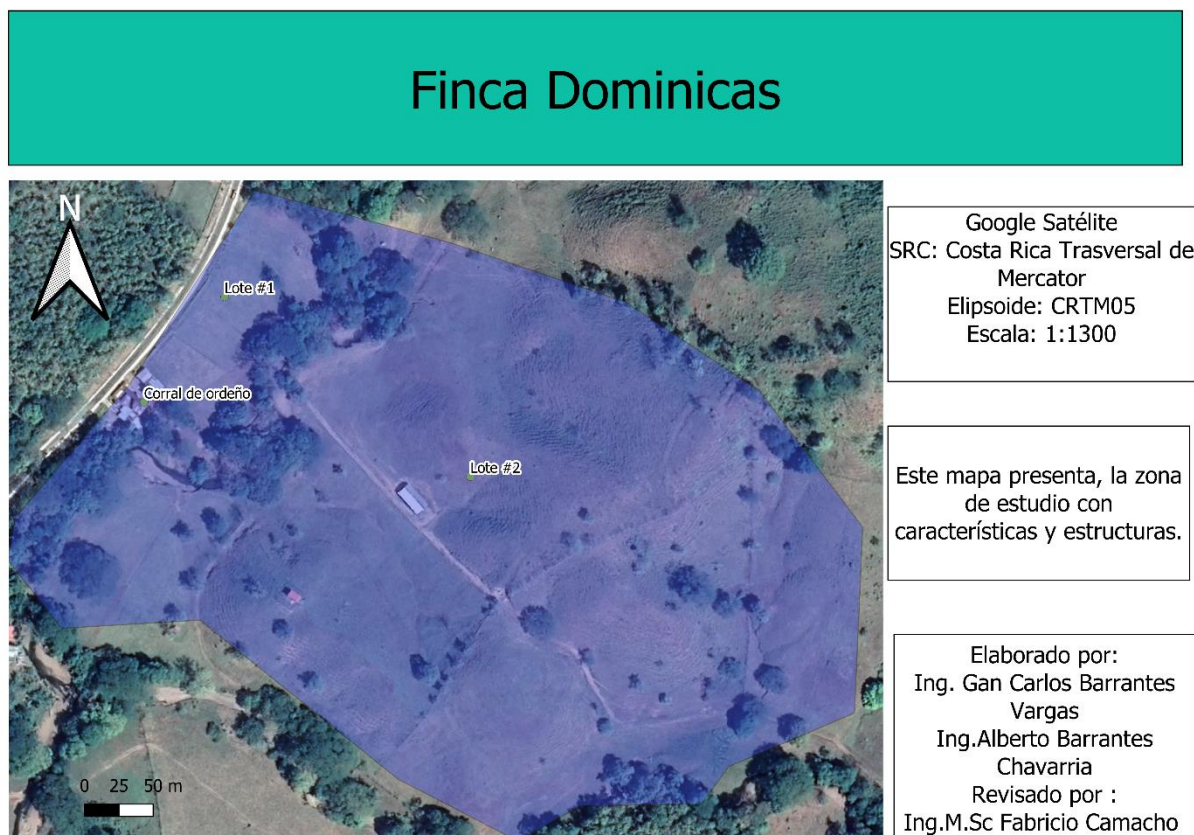 Finca Dominicas
N
Lote #1
Corral de ordeño
Lote #2
0 25 50 m
Google Satélite
SRC: Costa Rica Trasversal de
Mercator
Elipsoide: CRTM05
Escala: 1:1300
Este mapa presenta, la zona
de estudio con
característícas y estructuras.
Elaborado por:
Ing. Gan Carlos Barrantes
Vargas
Ing.Alberto Barrantes
Chavarria
Revisado por :
Ing.M.Sc Fabricio Camacho